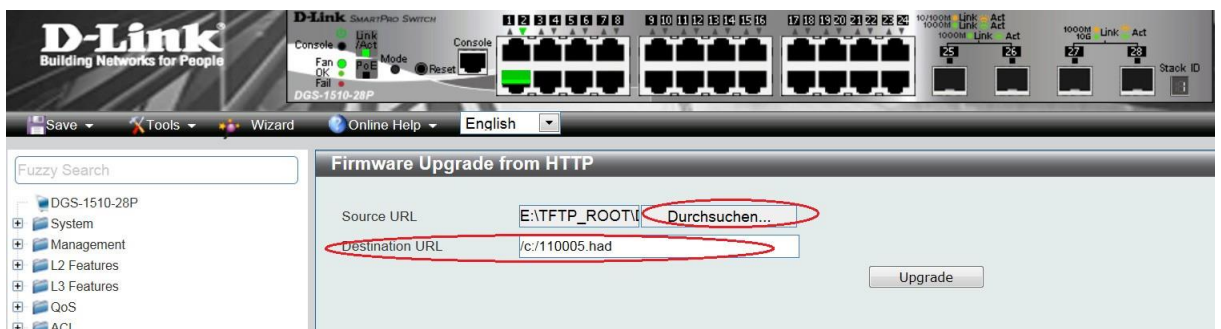 D-Link
Building Networks for People
D-Link SmartPro Switch
Console
Link
/Act
Fan
OK
Fail
PoE
Mode
Reset
Console
DGS-1510-28P
1 2 3 4 5 6 7 8
9 10 11 12 13 14 15 16
17 18 19 20 21 22 23 24
10/100M Link Act
1000M Link Act
1000M Link Act
25 26
1000M
10G
Link Act
27 28
Stack ID
Save Tools Wizard Online Help English
Fuzzy Search
DGS-1510-28P
System
Management
L2 Features
L3 Features
QoS
ACL
Firmware Upgrade from HTTP
Source URL E:\TFTP_ROOT\ Durchsuchen...
Destination URL /c:/110005.had
Upgrade